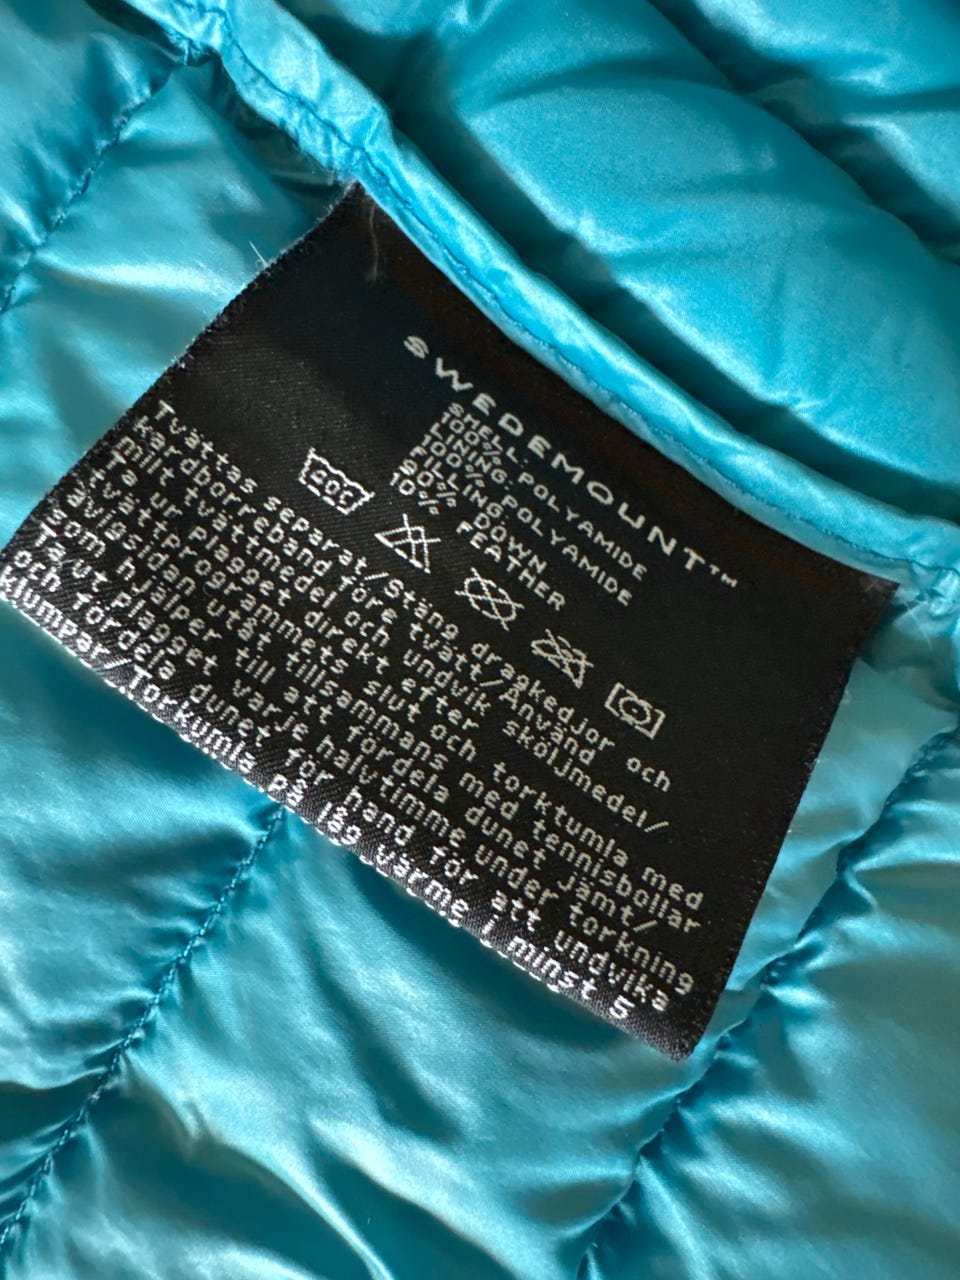 SWEDEMOUNT™
SHELL:
100% POLYAMIDE
LINING:
100% POLYAMIDE
FILLING:
90% DOWN
10% FEATHER
Tvättas separat/Stäng dragkedjor och
kardborreband före tvätt/Använd
milt tvättmedel och undvik sköljmedel/
Ta ur plagget direkt efter
tvättprogrammets slut och torktumla med
avigsidan utåt tillsammans med tennisbollar
som hjälper till att fördela dunet jämt/
Ta ut plagget varje halvtimme under torkning
och fördela dunet för hand för att undvika
klumpar/Torkumla på låg värme i minst 5